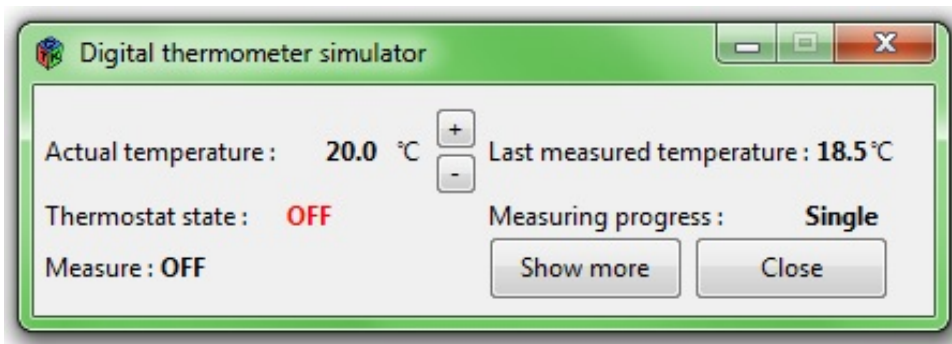 Digital thermometer simulator
Actual temperature : 20.0 °C + Last measured temperature : 18.5°C
-
Thermostat state : OFF Measuring progress : Single
Measure : OFF Show more Close